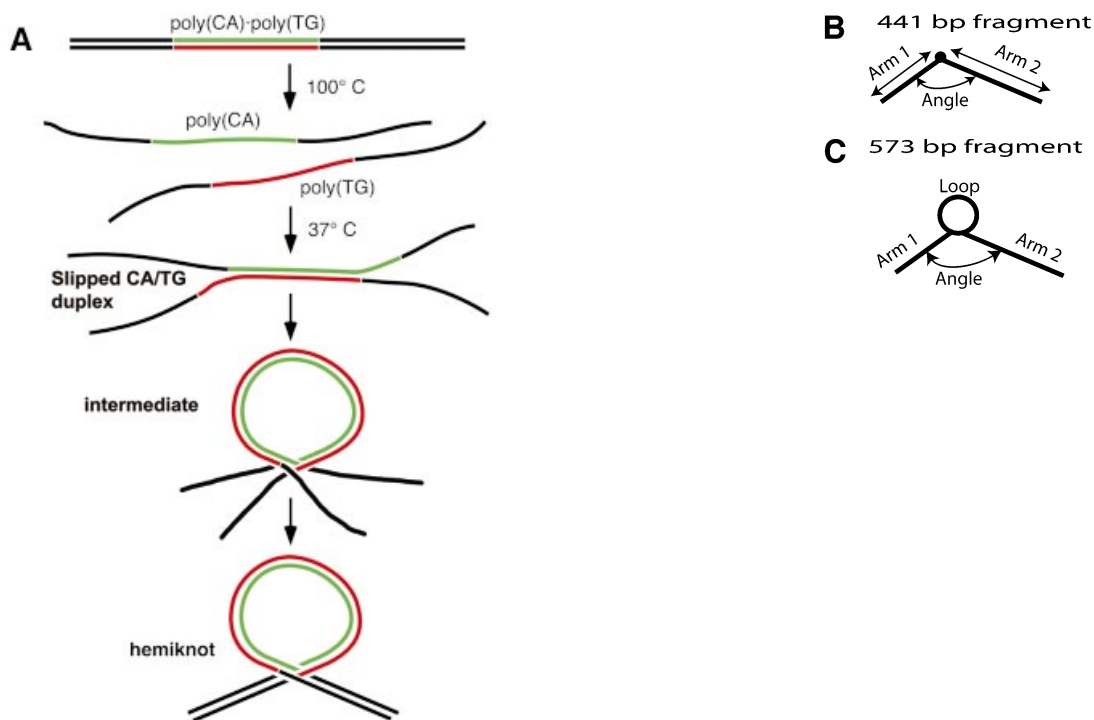 A
poly(CA)-poly(TG)
100° C
poly(CA)
poly(TG)
37° C
Slipped CA/TG
duplex
intermediate
hemiknot
B 441 bp fragment
Arm 1
Arm 2
Angle
C 573 bp fragment
Loop
Arm 1
Arm 2
Angle